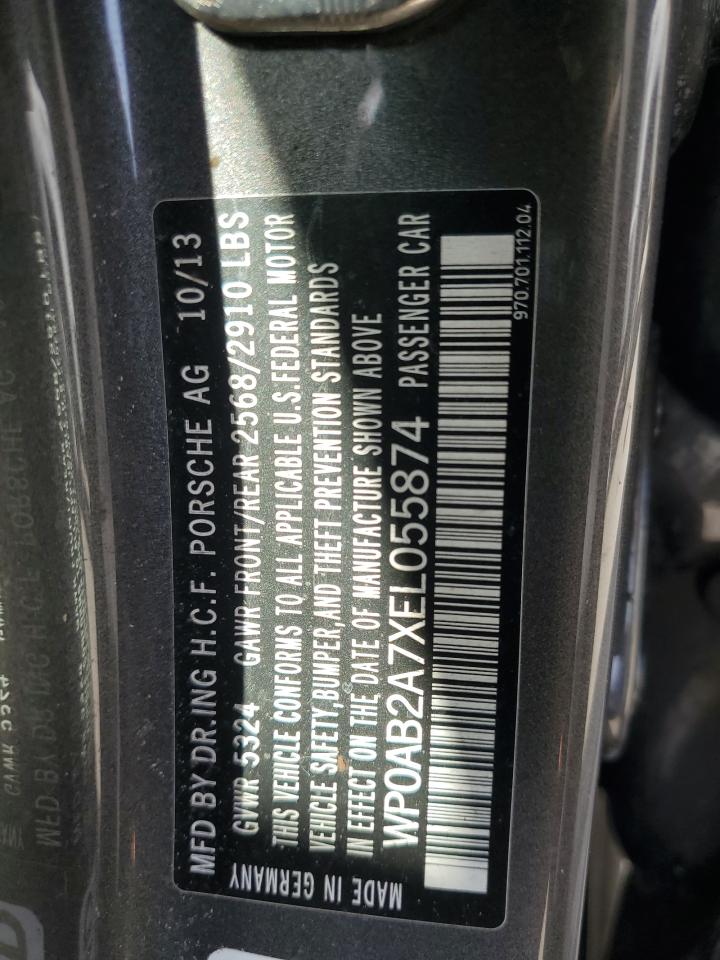 MFD BY DR.ING H.C.F. PORSCHE AG 10/13
GVWR 5324 GAWR FRONT/REAR 2568/2910 LBS
THIS VEHICLE CONFORMS TO ALL APPLICABLE U.S.FEDERAL MOTOR
VEHICLE SAFETY,BUMPER,AND THEFT PREVENTION STANDARDS
IN EFFECT ON THE DATE OF MANUFACTURE SHOWN ABOVE
WP0AB2A7XEL055874 PASSENGER CAR
MADE IN GERMANY
970.701.112.04